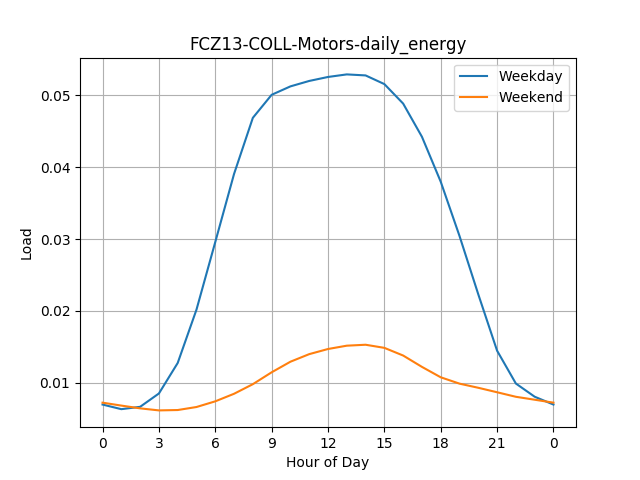 FCZ13-COLL-Motors-daily_energy
Weekday
Weekend
0.05
0.04
0.03
0.02
0.01
Load
0 3 6 9 12 15 18 21 0
Hour of Day